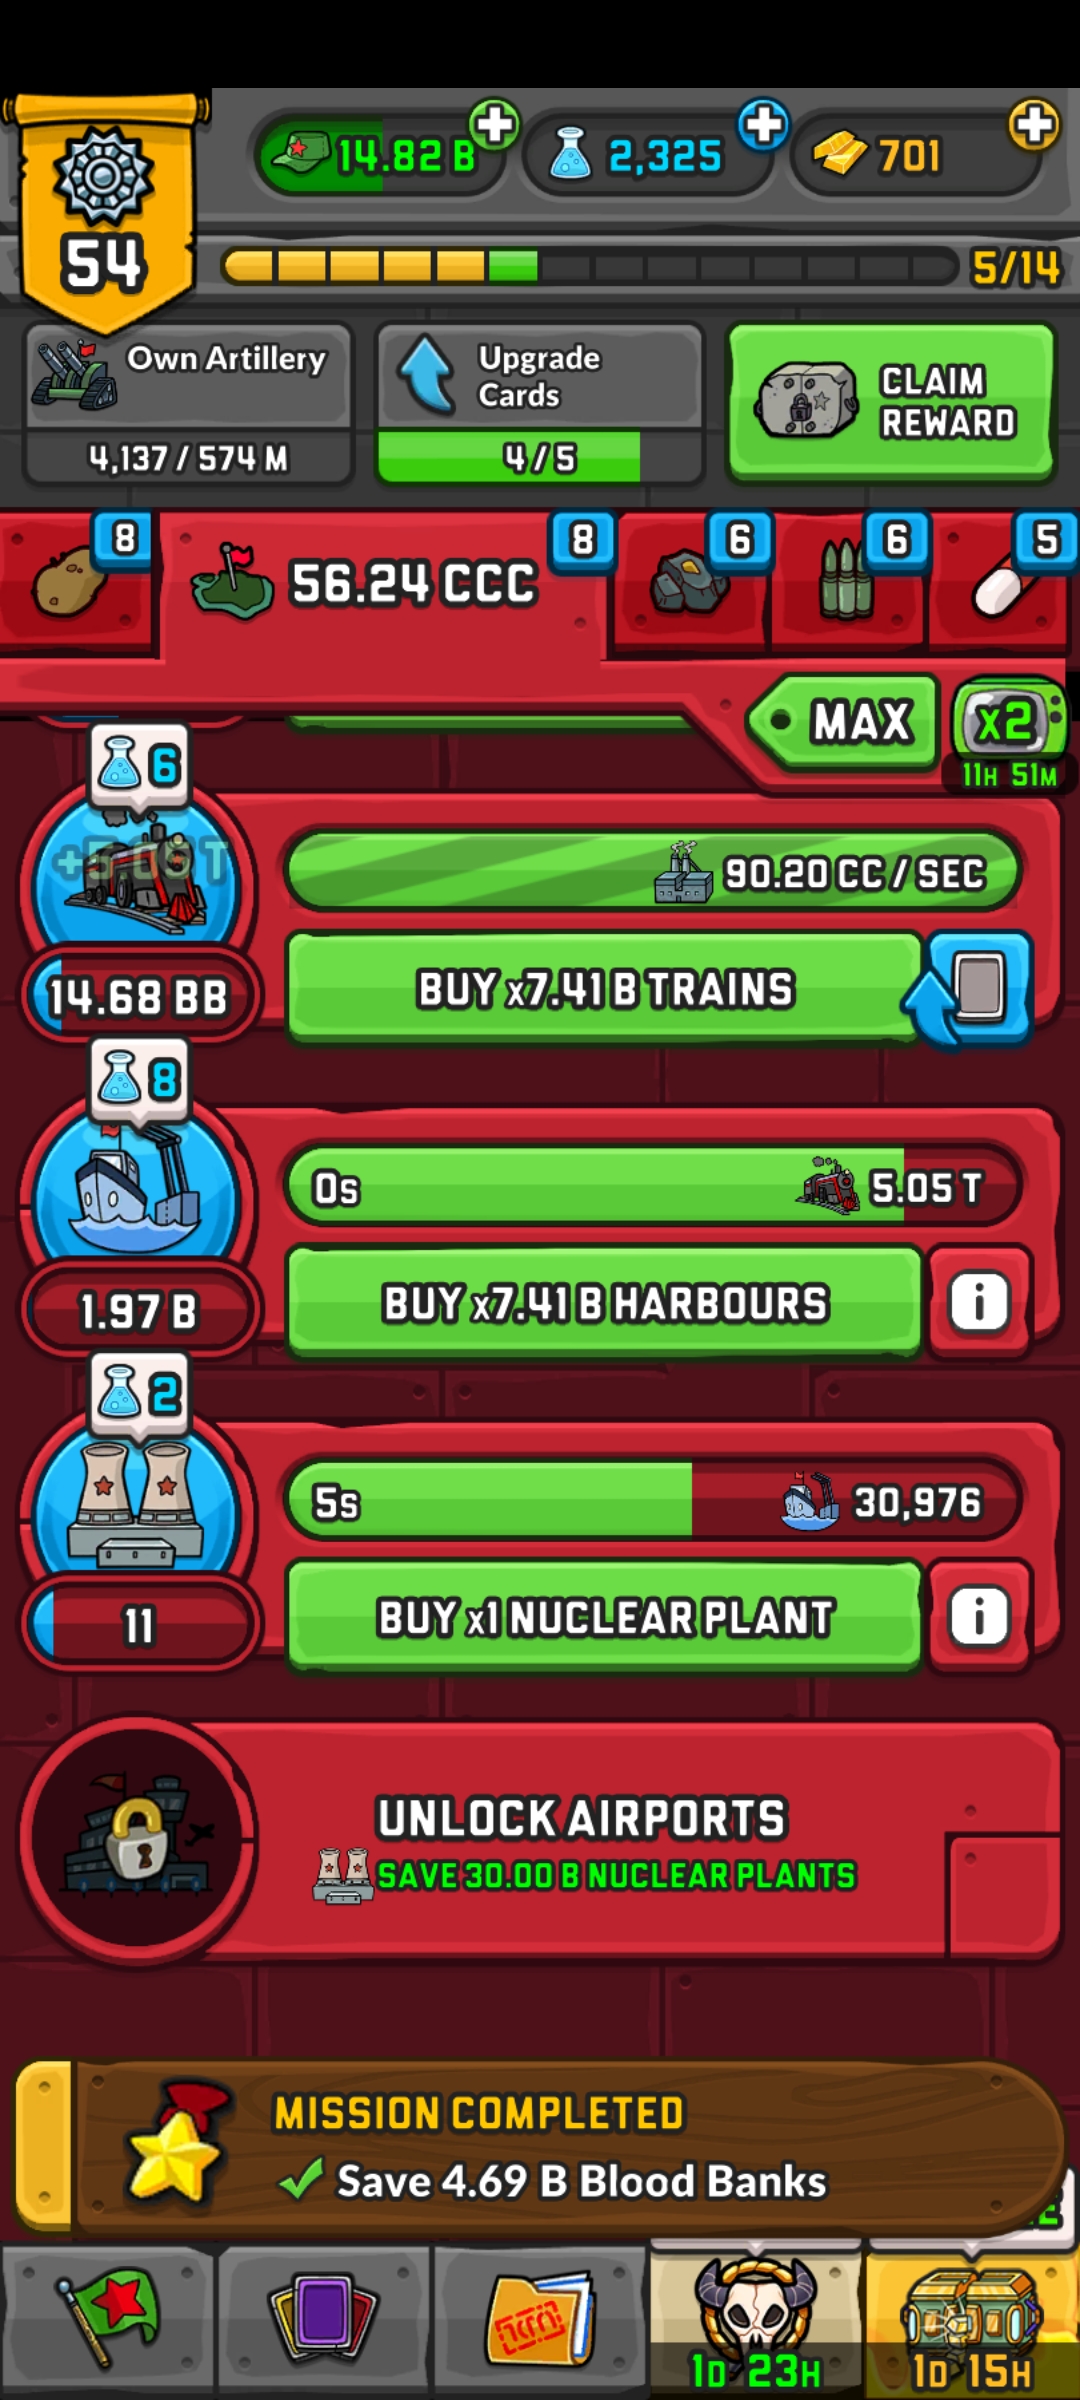 14.82 B
2,325
701
54
5/14
Own Artillery
4,137 / 574 M
Upgrade
Cards
4 / 5
CLAIM
REWARD
8
56.24 CCC
8
6
6
5
MAX
x2
11H 51M
6
+5.05 T
90.20 CC / SEC
14.68 BB
BUY x7.41 B TRAINS
8
0s
5.05 T
1.97 B
BUY x7.41 B HARBOURS
i
2
5s
30,976
11
BUY x1 NUCLEAR PLANT
i
UNLOCK AIRPORTS
SAVE 30.00 B NUCLEAR PLANTS
MISSION COMPLETED
Save 4.69 B Blood Banks
1D 23H
1D 15H